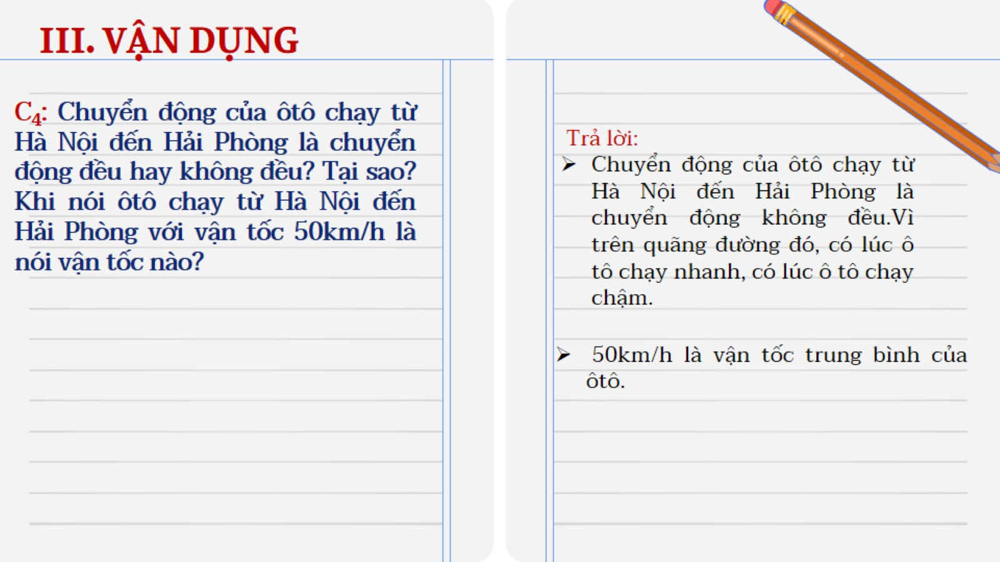 III. VẬN DỤNG
C4: Chuyển động của ôtô chạy từ
Hà Nội đến Hải Phòng là chuyển
động đều hay không đều? Tại sao?
Khi nói ôtô chạy từ Hà Nội đến
Hải Phòng với vận tốc 50km/h là
nói vận tốc nào?
Trả lời:
➢ Chuyển động của ôtô chạy từ
Hà Nội đến Hải Phòng là
chuyển động không đều.Vì
trên quãng đường đó, có lúc ô
tô chạy nhanh, có lúc ô tô chạy
chậm.
➢ 50km/h là vận tốc trung bình của
ôtô.